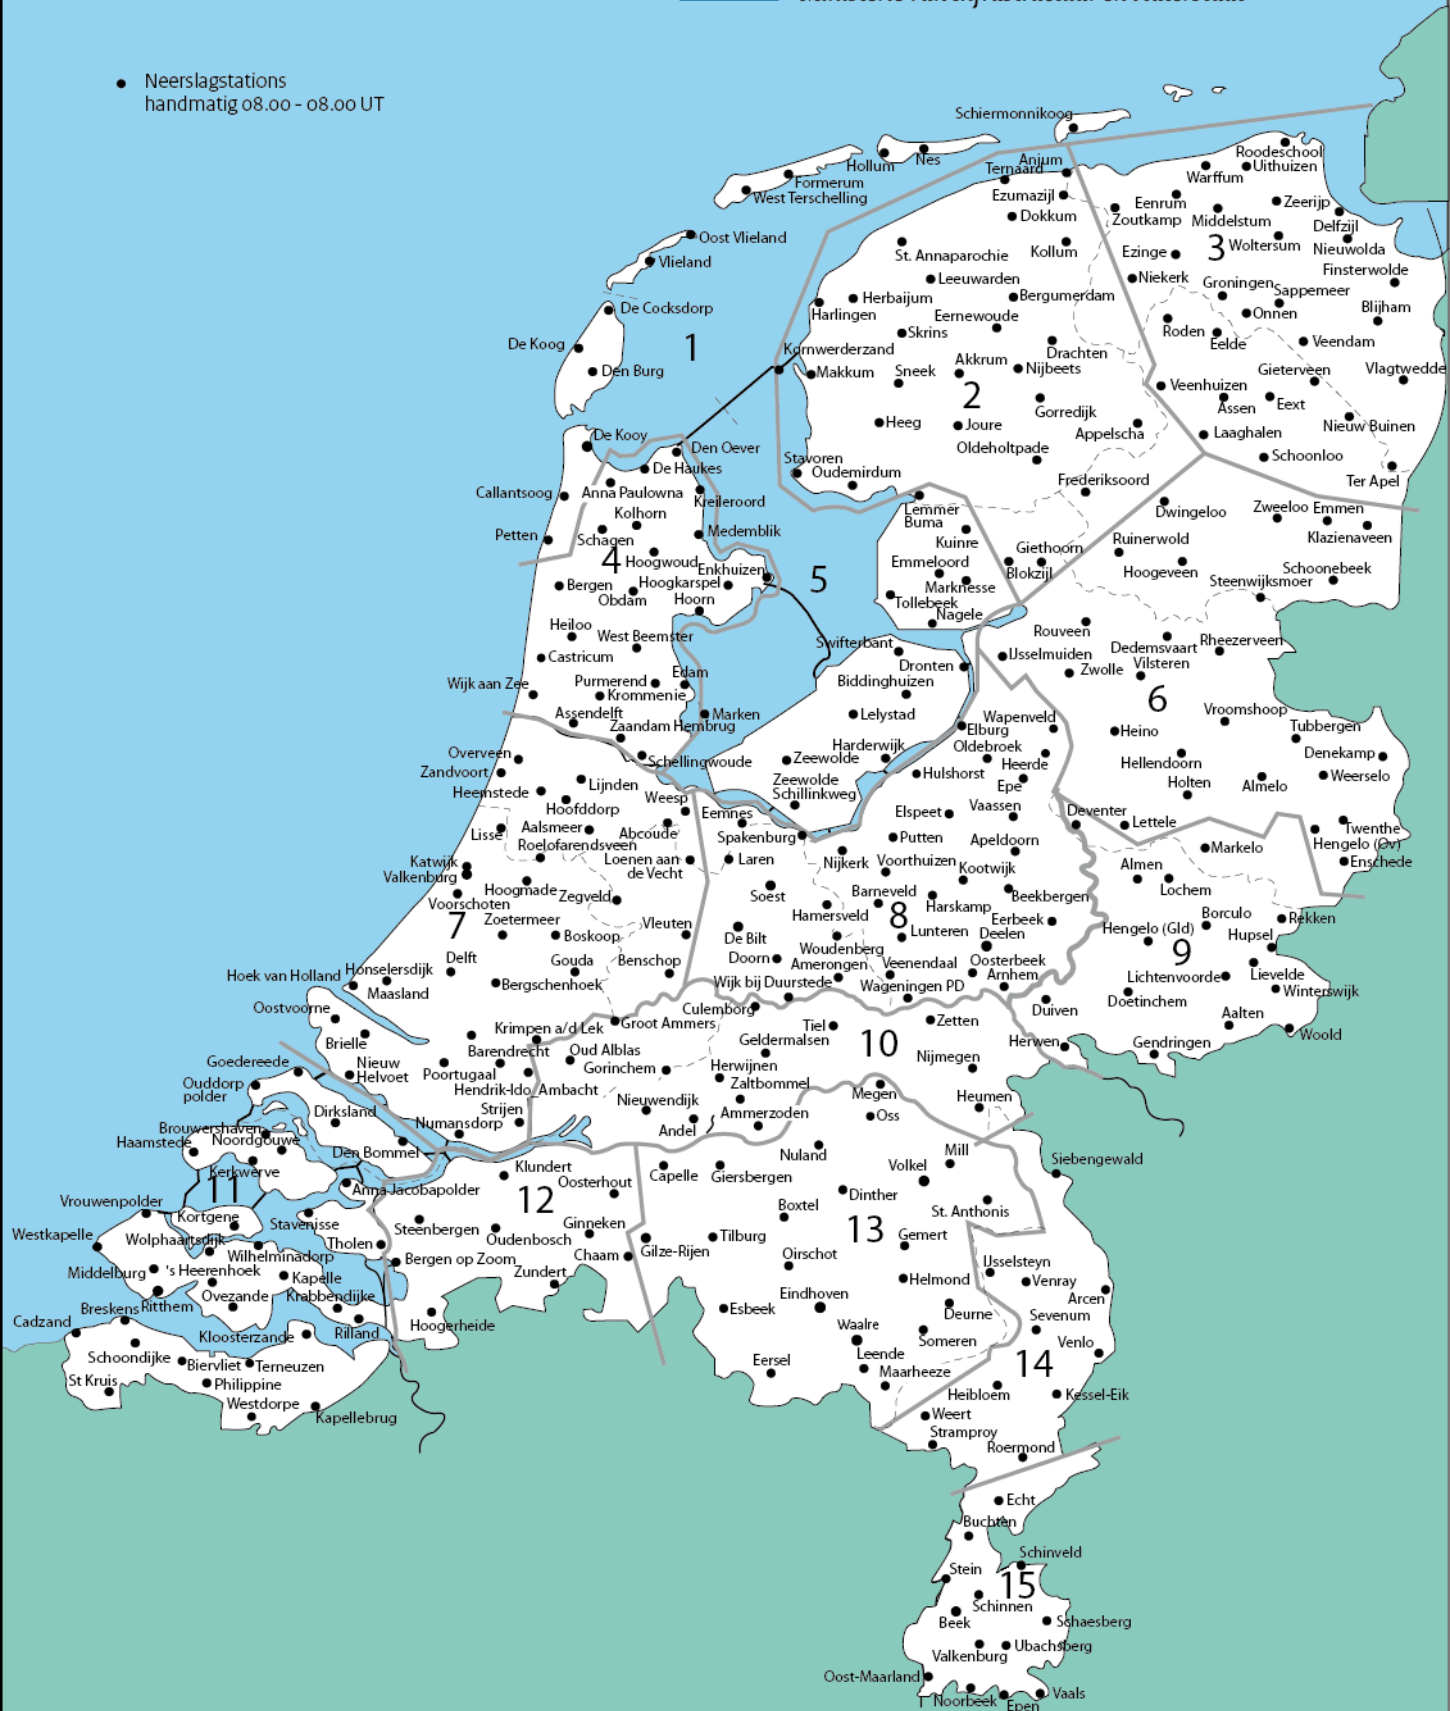 Neerslagstations
handmatig 08.00 - 08.00 UT
Schiermonnikoog
Hollum
Nes
Formerum
West Terschelling
Oost Vlieland
Vlieland
De Cocksdorp
De Koog
Den Burg
1
Anjum
Ternaard
Ezumazijl
Dokkum
Kollum
St. Annaparochie
Leeuwarden
Herbaijum
Harlingen
Bergumerdam
Eernewoude
Skrins
Kornwerderzand
Makkum
Sneek
Akkrum
Drachten
Nijbeets
2
Gorredijk
Heeg
Joure
Appelscha
Oldeholtpade
Stavoren
Oudemirdum
Frederiksoord
Roodeschool
Uithuizen
Warffum
Eenrum
Zoutkamp
Middelstum
Zeerijp
Delfzijl
3
Woltersum
Nieuwolda
Ezinge
Finsterwolde
Niekerk
Groningen
Sappemeer
Blijham
Onnen
Roden
Eelde
Veendam
Gieterveen
Vlagtwedde
Veenhuizen
Assen
Eext
Nieuw Buinen
Laaghalen
Schoonloo
Ter Apel
De Kooy
Den Oever
De Haukes
Callantsoog
Anna Paulowna
Kreileroord
Kolhorn
Petten
Schagen
Medemblik
4
Hoogwoud
Enkhuizen
Bergen
Hoogkarspel
Obdam
Hoorn
Heiloo
West Beemster
Castricum
Edam
Wijk aan Zee
Purmerend
Krommenie
Assendelft
Marken
Zaandam Hembrug
Schellingwoude
5
Lemmer
Buma
Kuinre
Emmeloord
Marknesse
Tollebeek
Nagele
Giethoorn
Blokzijl
Swifterbant
Dronten
Biddinghuizen
Lelystad
Harderwijk
Zeewolde
Zeewolde
Schillinkweg
Dwingeloo
Zweeloo
Emmen
Klazienaveen
Ruinerwold
Hoogeveen
Schoonebeek
Steenwijksmoer
Rouveen
Dedemsvaart
Rheezerveen
IJsselmuiden
Zwolle
Vilsteren
6
Vroomshoop
Tubbergen
Heino
Denekamp
Hellendoorn
Weerselo
Holten
Almelo
Deventer
Lettele
Twenthe
Hengelo (Ov)
Enschede
Markelo
Almen
Lochem
Borculo
Rekken
Hengelo (Gld)
Hupsel
9
Lichtenvoorde
Lievelde
Winterswijk
Doetinchem
Aalten
Woold
Gendringen
Duiven
Herwen
Wapenveld
Elburg
Oldebroek
Heerde
Hulshorst
Epe
Elspeet
Vaassen
Putten
Apeldoorn
Eemnes
Spakenburg
Laren
Nijkerk
Voorthuizen
Kootwijk
Soest
Barneveld
Beekbergen
Hamersveld
8
Harskamp
Eerbeek
Lunteren
Deelen
De Bilt
Woudenberg
Doorn
Amerongen
Veenendaal
Oosterbeek
Arnhem
Wijk bij Duurstede
Wageningen PD
Overveen
Zandvoort
Heemstede
Lijnden
Hoofddorp
Weesp
Lisse
Aalsmeer
Abcoude
Roelofarendsveen
Katwijk
Valkenburg
Loenen aan
de Vecht
Hoogmade
Zegveld
Voorschoten
Zoetermeer
7
Boskoop
Vleuten
Delft
Gouda
Benschop
Hoek van Holland
Honselersdijk
Maasland
Bergschenhoek
Oostvoorne
Krimpen a/d Lek
Groot Ammers
Brielle
Barendrecht
Nieuw
Helvoet
Poortugaal
Hendrik-Ido_Ambacht
Strijen
Numansdorp
Culemborg
Tiel
Geldermalsen
10
Zetten
Nijmegen
Oud Alblas
Gorinchem
Herwijnen
Zaltbommel
Nieuwendijk
Ammerzoden
Andel
Heumen
Megen
Oss
Goedereede
Ouddorp
polder
Dirksland
Brouwershaven
Haamstede
Noordgouwe
Den Bommel
Kerkwerve
11
Anna Jacobapolder
Vrouwenpolder
Kortgene
Stavenisse
Westkapelle
Wolphaartsdijk
Wilhelminadorp
Tholen
Middelburg
's Heerenhoek
Kapelle
Ovezande
Krabbendijke
Breskens
Ritthem
Cadzand
Kloosterzande
Rilland
Schoondijke
Biervliet
Terneuzen
St Kruis
Philippine
Westdorpe
Kapellebrug
Klundert
12
Oosterhout
Steenbergen
Oudenbosch
Ginneken
Bergen op Zoom
Chaam
Zundert
Hoogerheide
Nuland
Capelle
Giersbergen
Volkel
Mill
Dinther
Boxtel
St. Anthonis
13
Gilze-Rijen
Tilburg
Gemert
Oirschot
Helmond
Eindhoven
Esbeek
Deurne
Waalre
Someren
Leende
Eersel
Maarheeze
Siebengewald
IJsselsteyn
Venray
Arcen
Sevenum
Venlo
14
Heibloem
Kessel-Eik
Weert
Stramproy
Roermond
Echt
Buchten
Schinveld
Stein
15
Schinnen
Beek
Schaesberg
Valkenburg
Ubachsberg
Oost-Maarland
Noorbeek
Epen
Vaals